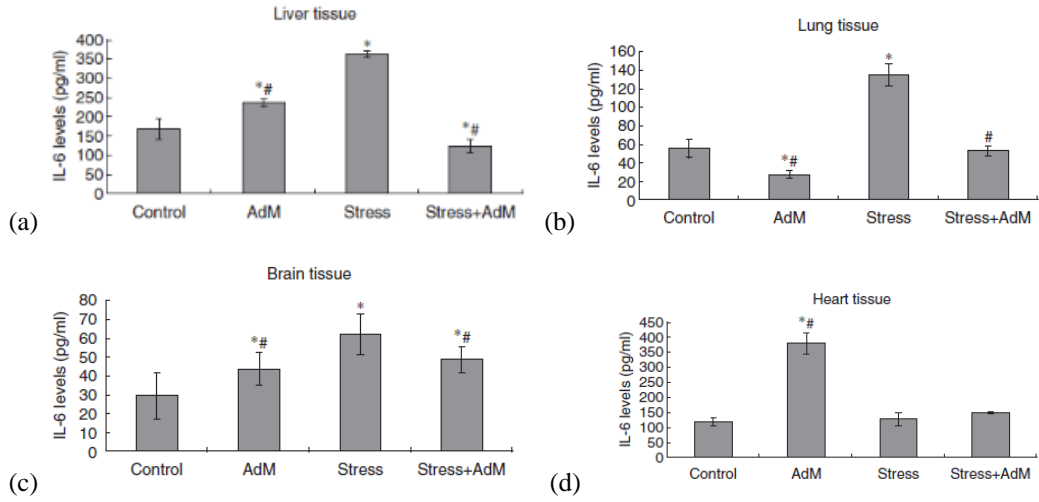 Liver tissue
IL-6 levels (pg/ml)
400
350
300
250
200
150
100
50
0
*#
*
*#
Control AdM Stress Stress+AdM
(a)
Lung tissue
IL-6 levels (pg/ml)
160
140
120
100
80
60
40
20
0
*#
*
#
Control AdM Stress Stress+AdM
(b)
Brain tissue
IL-6 levels (pg/ml)
80
70
60
50
40
30
20
10
0
*#
*
*#
Control AdM Stress Stress+AdM
(c)
Heart tissue
IL-6 levels (pg/ml)
450
400
350
300
250
200
150
100
50
0
*#
Control AdM Stress Stress+AdM
(d)